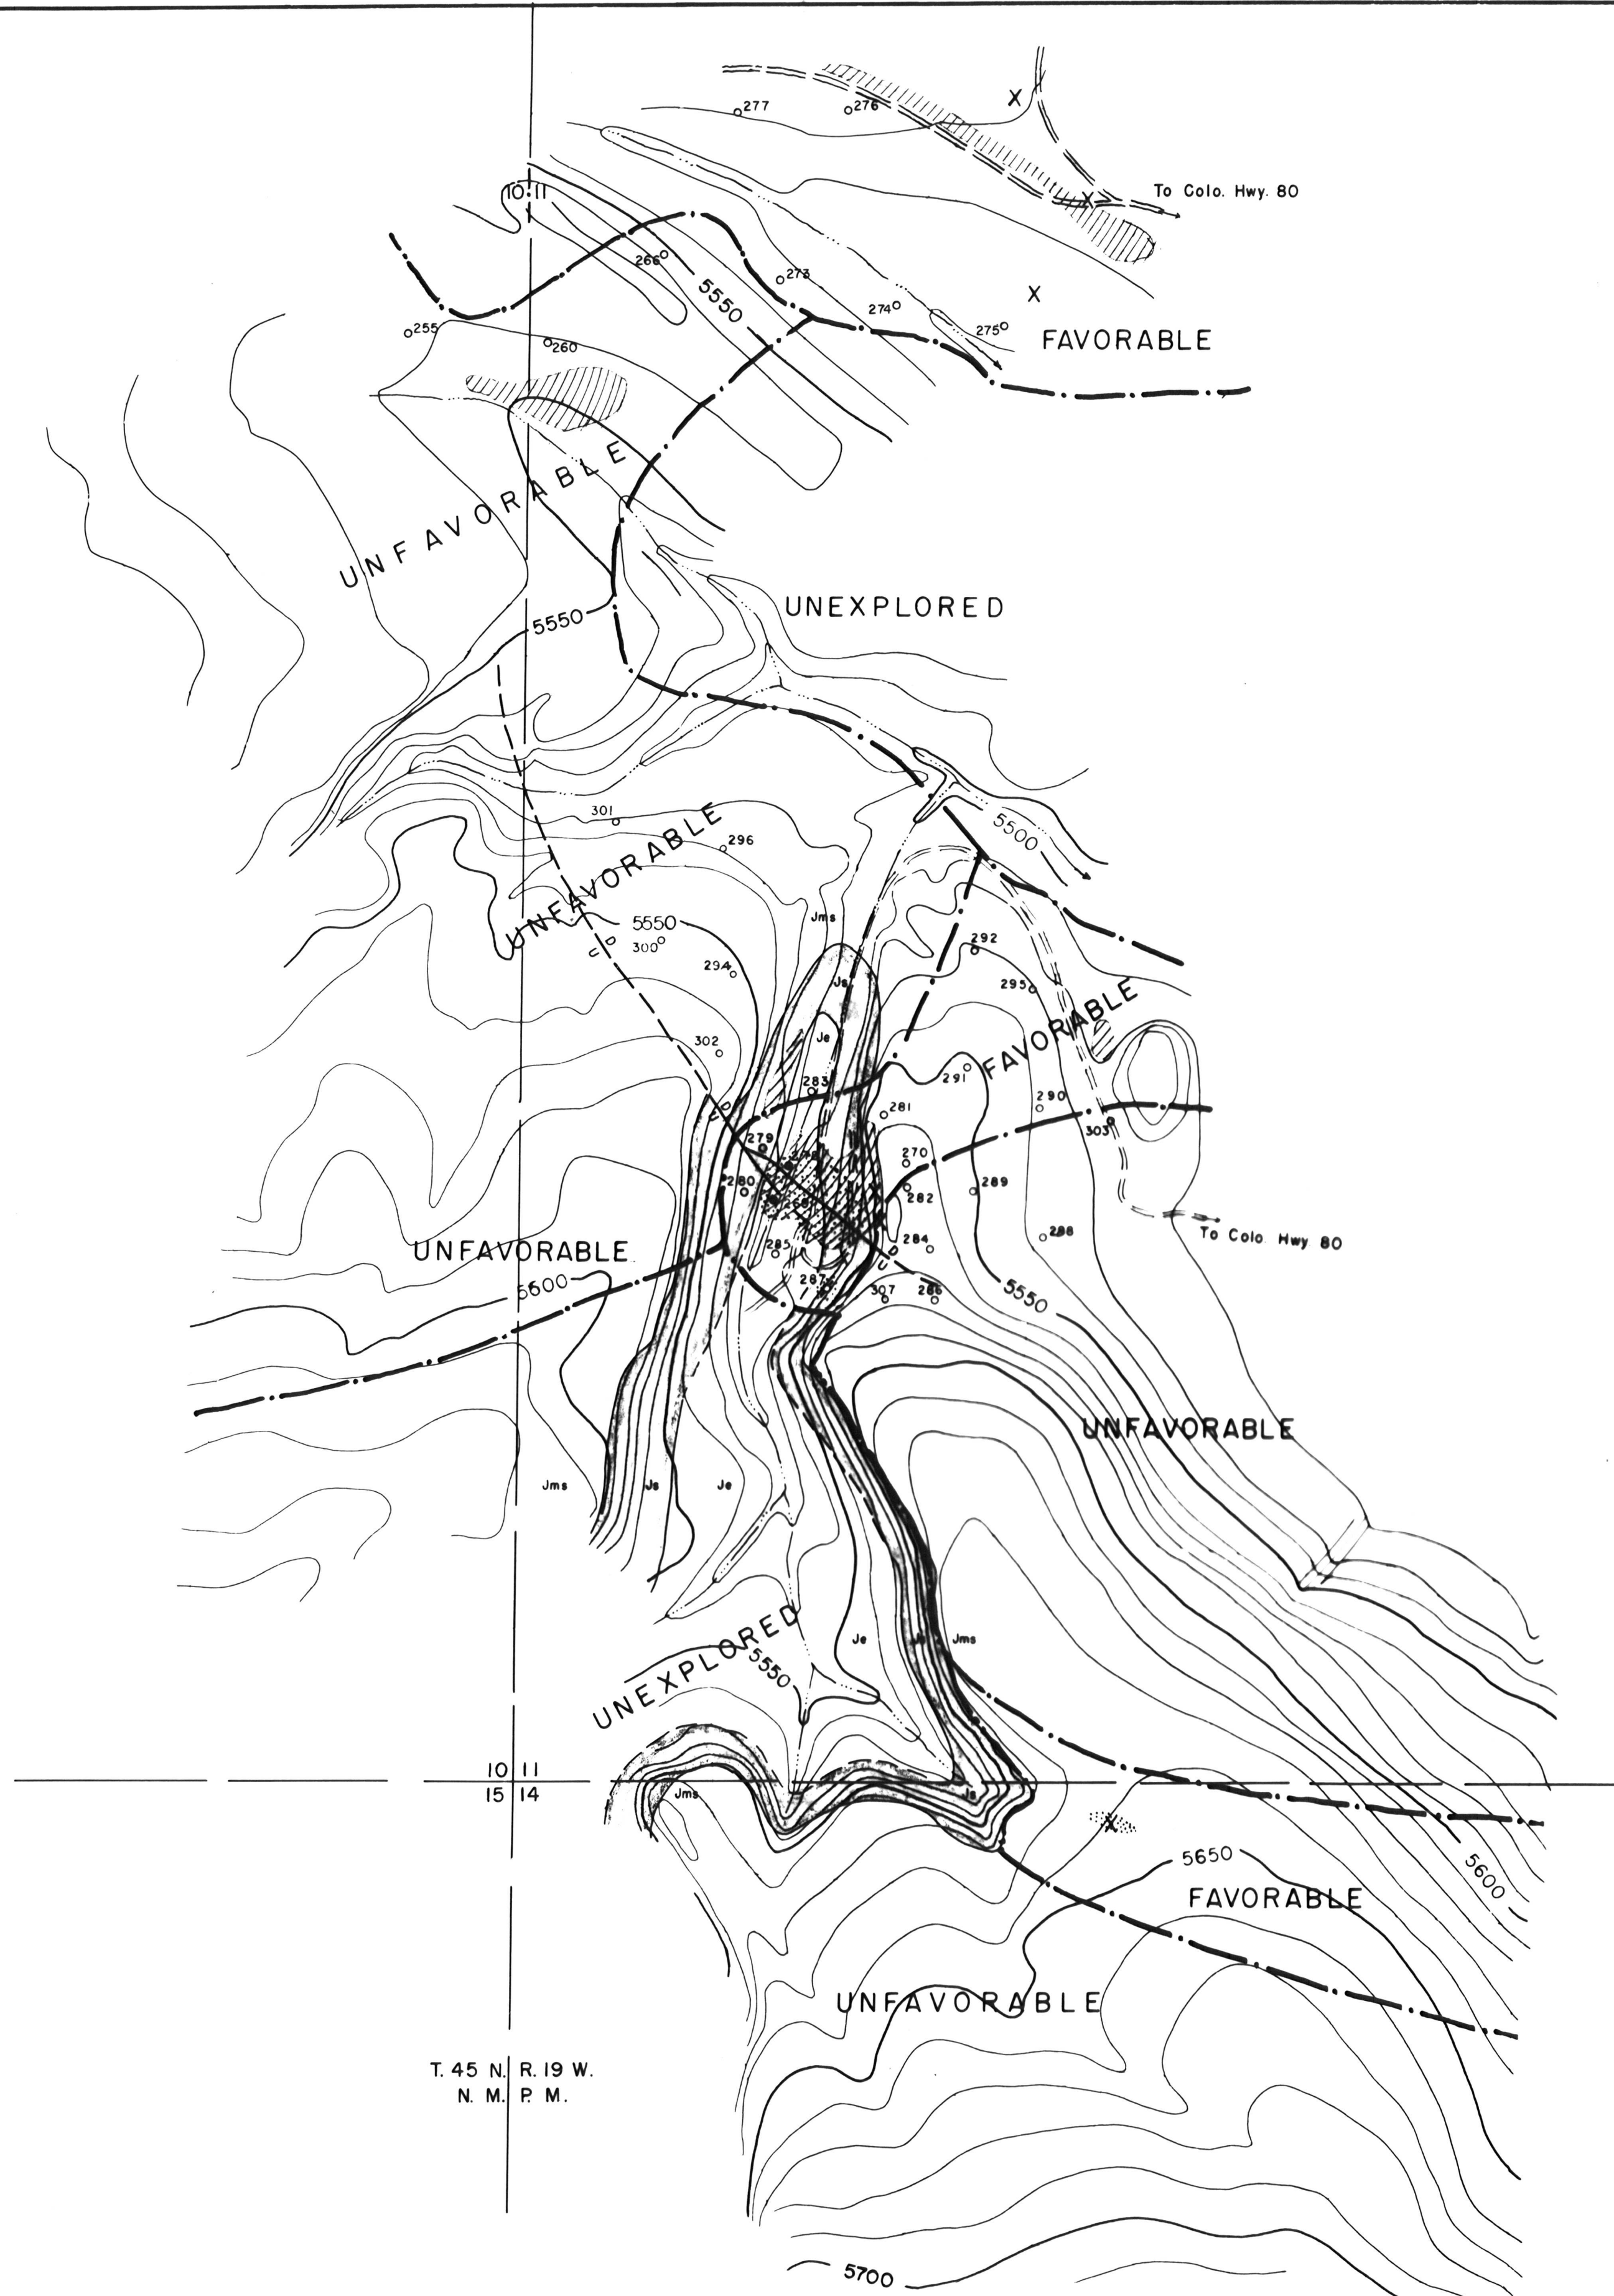 277
276
X
10 11
X
To Colo. Hwy. 80
266
273
5550
X
274
275
FAVORABLE
255
260
UNFAVORABLE
UNEXPLORED
5550
301
296
UNFAVORABLE
5500
Jms
5550
300
294
292
Js
295
FAVORABLE
302
Je
283
291
290
281
303
279
270
280
282
289
285
284
288
To Colo. Hwy 80
UNFAVORABLE
5600
287
307
286
5550
U
D
UNFAVORABLE
Jms
Js
Je
UNEXPLORED
5550
Je
Jms
10 11
15 14
Jms
Js
X
5650
5600
FAVORABLE
UNFAVORABLE
T. 45 N. R. 19 W.
N. M. P. M.
5700